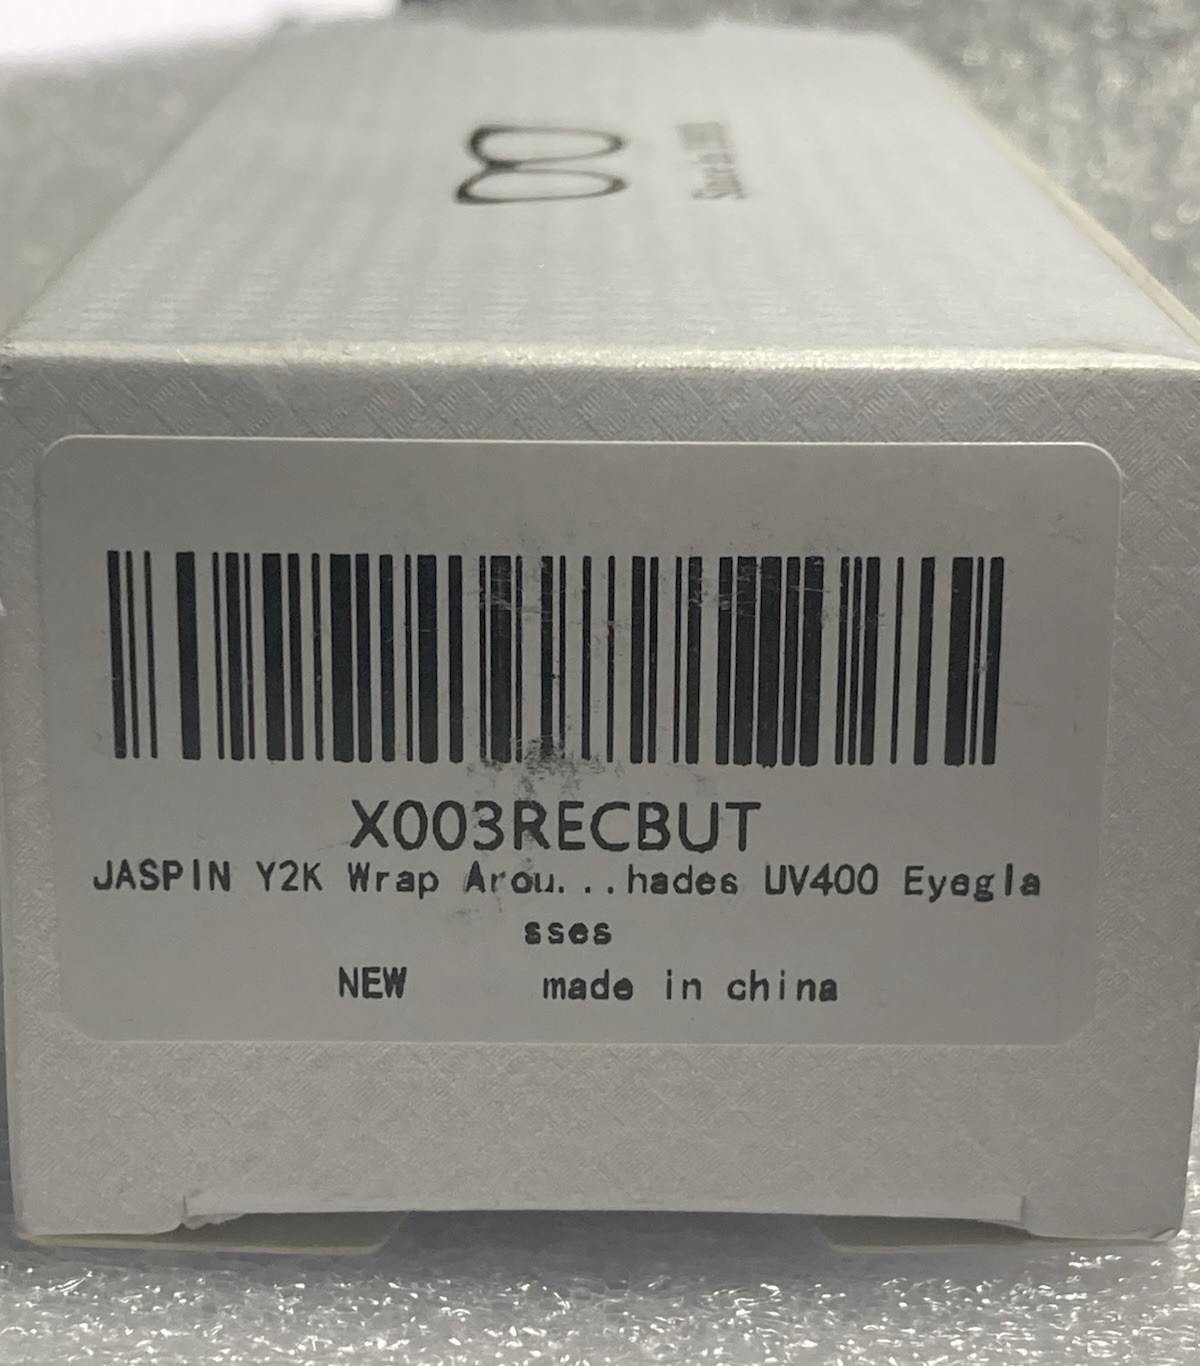 X003RECBUT
JASPIN Y2K Wrap Arou...hades UV400 Eyegla
sses
NEW made in china